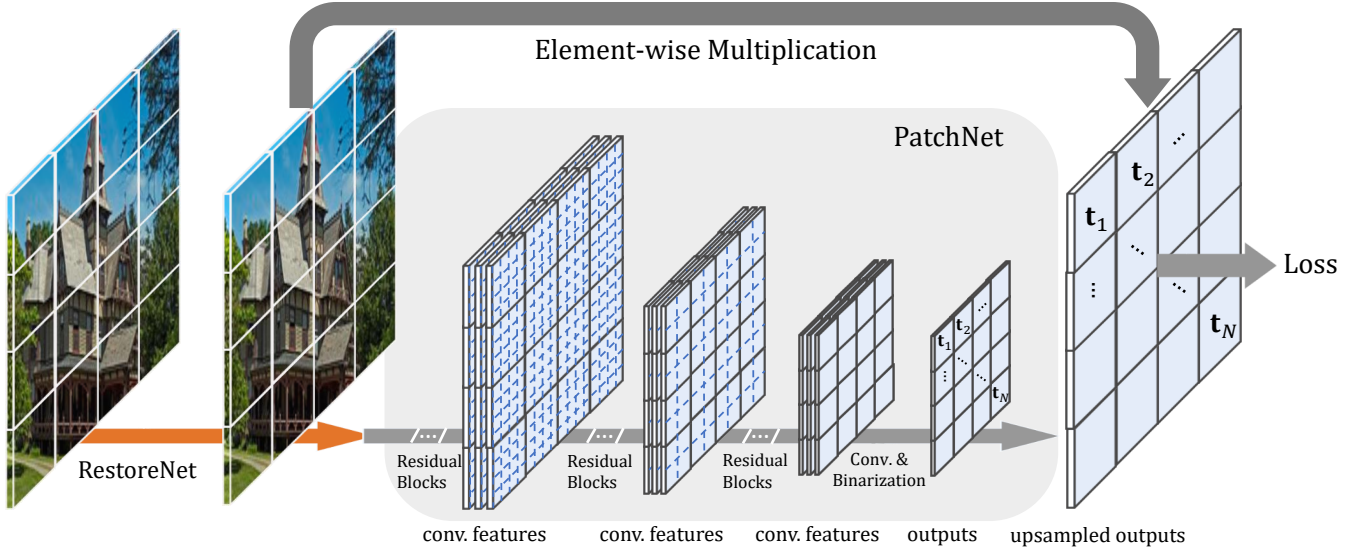 Element-wise Multiplication
PatchNet
t1
t2
...
...
...
...
tN
Loss
t1
t2
...
...
...
...
tN
RestoreNet
...
...
...
Residual
Blocks
Residual
Blocks
Residual
Blocks
Conv. &
Binarization
conv. features
conv. features
conv. features
outputs
upsampled outputs